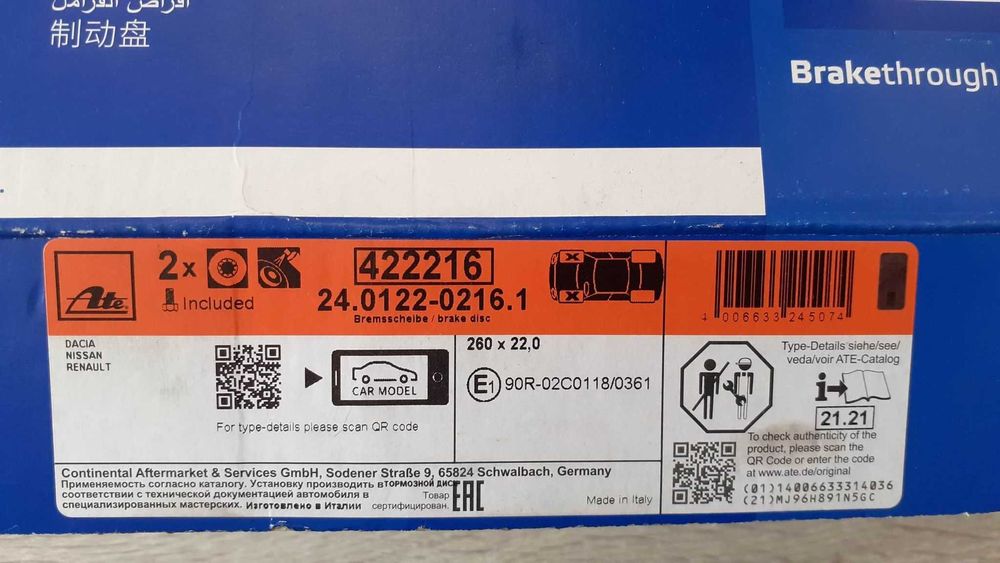 أقراص الفرامل
制动盘
Brakethrough
Ate
2x
Included
422216
24.0122-0216.1
Bremsscheibe / brake disc
X
X
4 006633 245074
DACIA
NISSAN
RENAULT
CAR MODEL
For type-details please scan QR code
260 x 22,0
E1 90R-02C0118/0361
Type-Details siehe/see/
veda/voir ATE-Catalog
i
21.21
To check authenticity of the
product, please scan the
QR Code or enter the code
at www.ate.de/original
(01)14006633314036
(21)MJ96H891N5GC
Continental Aftermarket & Services GmbH, Sodener Straße 9, 65824 Schwalbach, Germany
Применяемость согласно каталогу. Установку производить в ТОРМОЗНОЙ ДИСК
соответствии с технической документацией автомобиля в Товар EAC
специализированных мастерских. Изготовлено в Италии сертифицирован.
Made in Italy